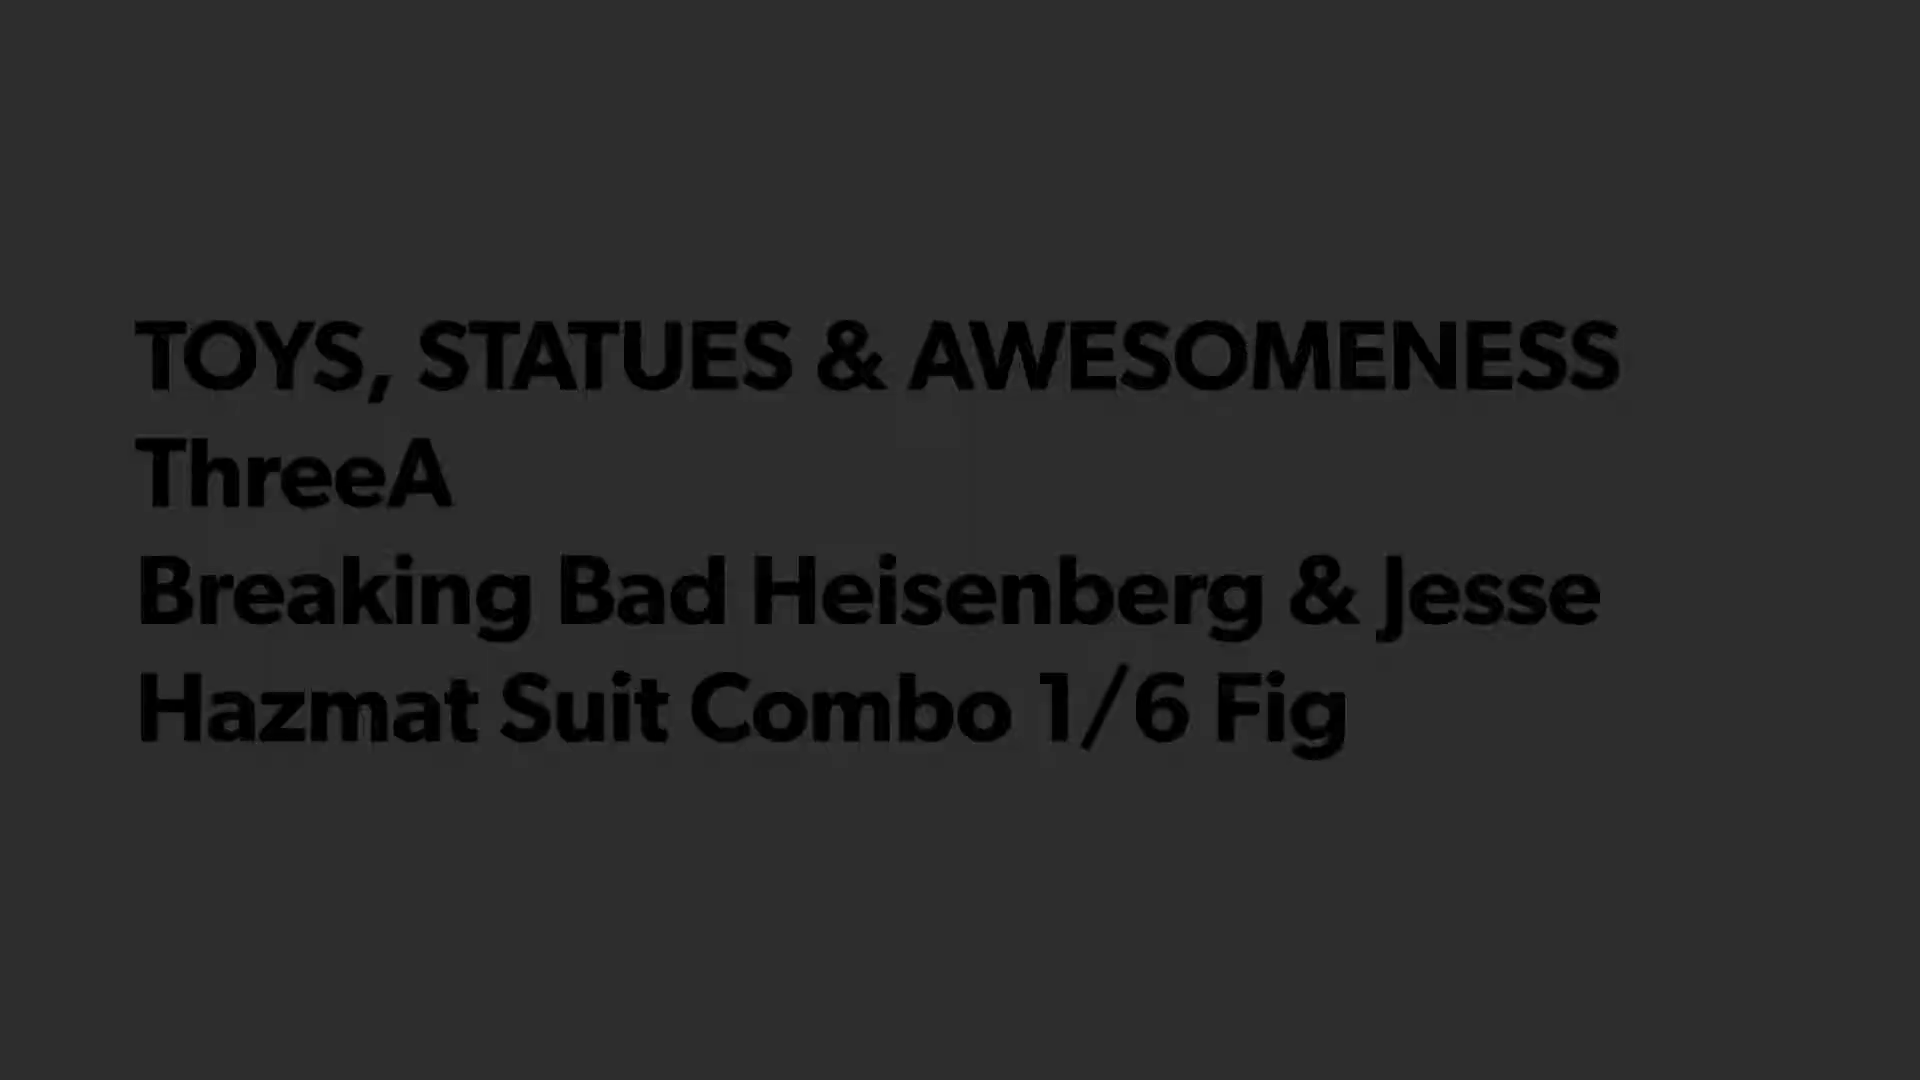 TOYS, STATUES & AWESOMENESS
ThreeA
Breaking Bad Heisenberg & Jesse
Hazmat Suit Combo 1/6 Fig